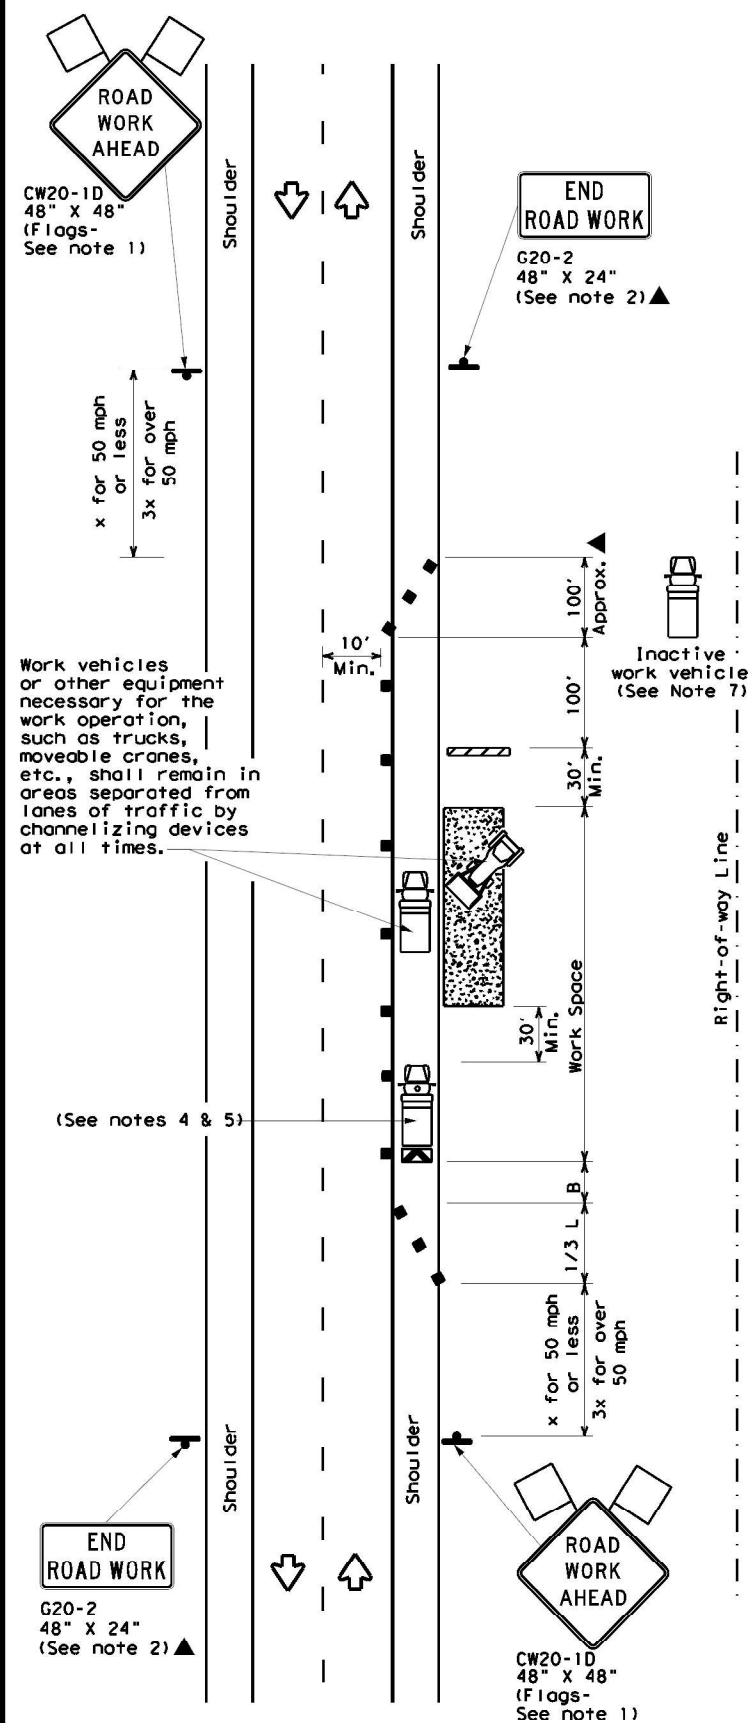 ROAD
WORK
AHEAD
CW20-1D
48" X 48"
(Flags-
See note 1)
Shoulder
Shoulder
END
ROAD WORK
G20-2
48" X 24"
(See note 2)▲
x for 50 mph
or less
3x for over
50 mph
100'
Approx.
Inactive
work vehicle
(See Note 7)
10'
Min.
100'
30'
Min.
Work vehicles
or other equipment
necessary for the
work operation,
such as trucks,
moveable cranes,
etc., shall remain in
areas separated from
lanes of traffic by
channelizing devices
at all times.
Right-of-way Line
Work Space
30'
Min.
(See notes 4 & 5)
B
1/3 L
x for 50 mph
or less
3x for over
50 mph
Shoulder
Shoulder
END
ROAD WORK
G20-2
48" X 24"
(See note 2)▲
ROAD
WORK
AHEAD
CW20-1D
48" X 48"
(Flags-
See note 1)